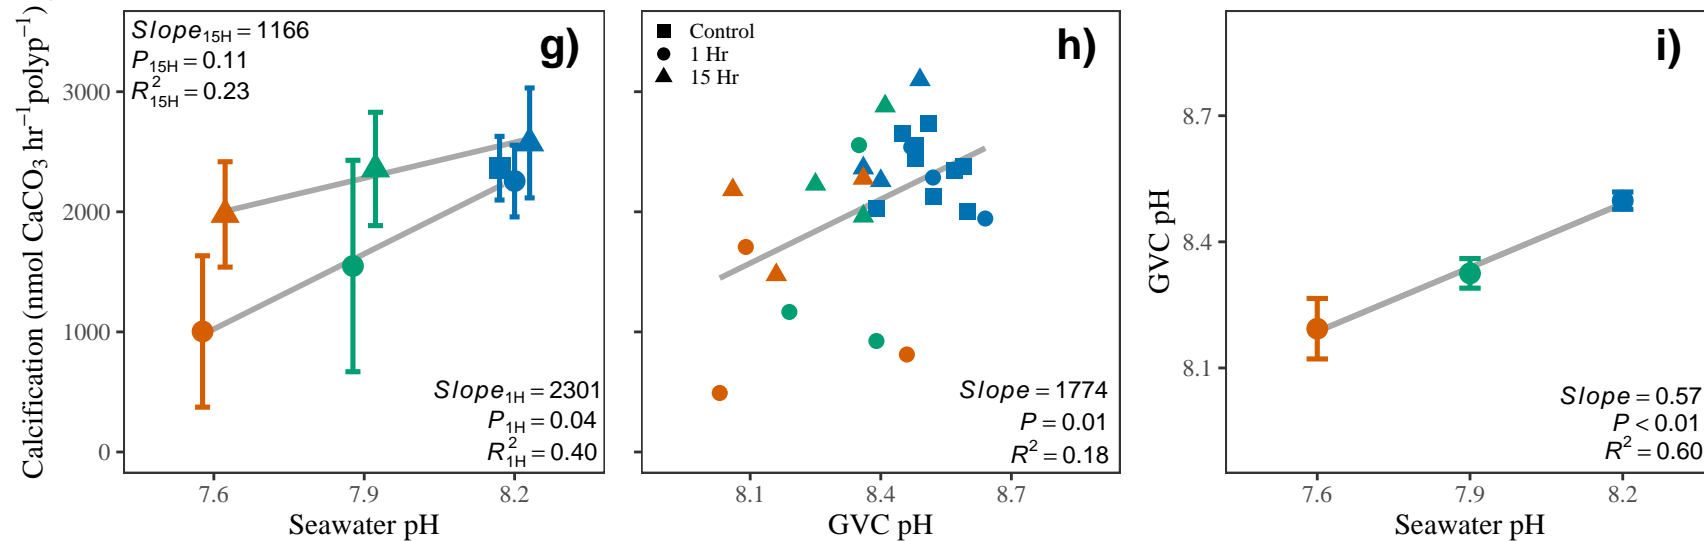 Calcification (nmol CaCO₃ hr⁻¹polyp⁻¹)
3000
2000
1000
0
Slope₁₅H = 1166
P₁₅H = 0.11
R²₁₅H = 0.23
g)
Slope₁H = 2301
P₁H = 0.04
R²₁H = 0.40
7.6 7.9 8.2
Seawater pH
Control
1 Hr
15 Hr
h)
Slope = 1774
P = 0.01
R² = 0.18
8.1 8.4 8.7
GVC pH
GVC pH
8.7
8.4
8.1
i)
Slope = 0.57
P < 0.01
R² = 0.60
7.6 7.9 8.2
Seawater pH